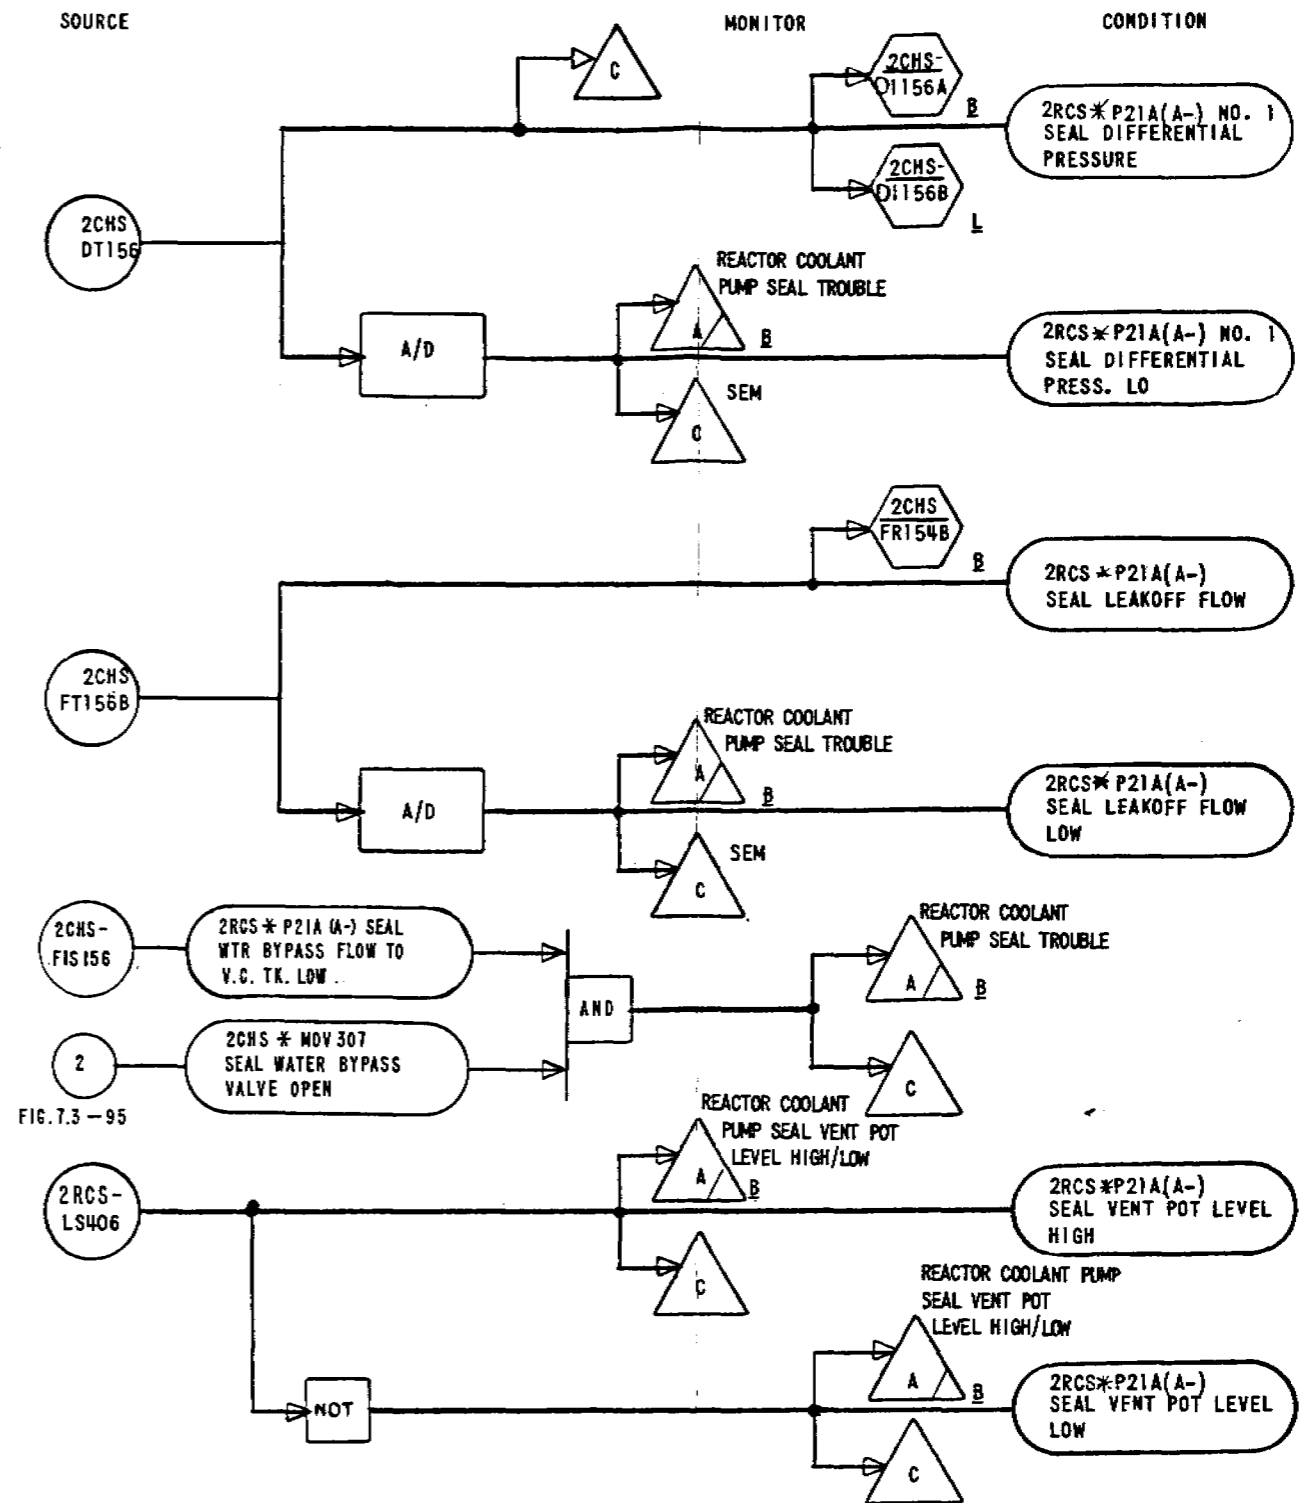 SOURCE
MONITOR
CONDITION
C
2CHS-
DI156A
B
2RCS*P21A(A-) NO. 1
SEAL DIFFERENTIAL
PRESSURE
2CHS-
DI156B
L
2CHS
DT156
REACTOR COOLANT
PUMP SEAL TROUBLE
A
B
A/D
2RCS*P21A(A-) NO. 1
SEAL DIFFERENTIAL
PRESS. LO
SEM
C
2CHS
FR154B
B
2RCS*P21A(A-)
SEAL LEAKOFF FLOW
2CHS
FT156B
REACTOR COOLANT
PUMP SEAL TROUBLE
A
B
A/D
2RCS*P21A(A-)
SEAL LEAKOFF FLOW
LOW
SEM
C
2CHS-
FIS156
2RCS*P21A(A-) SEAL
WTR BYPASS FLOW TO
V.C. TK. LOW
AND
REACTOR COOLANT
PUMP SEAL TROUBLE
A
B
2
2CHS*MOV307
SEAL WATER BYPASS
VALVE OPEN
C
FIG. 7.3-95
REACTOR COOLANT
PUMP SEAL VENT POT
LEVEL HIGH/LOW
A
B
2RCS-
LS406
2RCS*P21A(A-)
SEAL VENT POT LEVEL
HIGH
C
REACTOR COOLANT PUMP
SEAL VENT POT
LEVEL HIGH/LOW
A
B
NOT
2RCS*P21A(A-)
SEAL VENT POT LEVEL
LOW
C